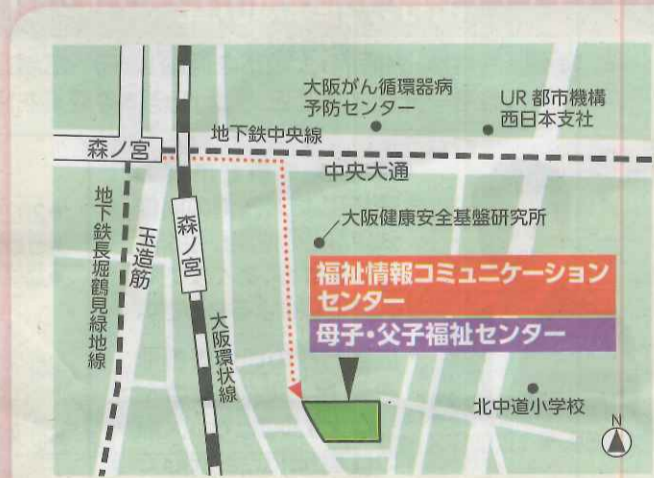 大阪がん循環器病
予防センター
UR 都市機構
西日本支社
地下鉄中央線
森ノ宮
中央大通
地下鉄長堀鶴見緑地線
玉造筋
森ノ宮
大阪環状線
大阪健康安全基盤研究所
福祉情報コミュニケーション
センター
母子・父子福祉センター
北中道小学校
N